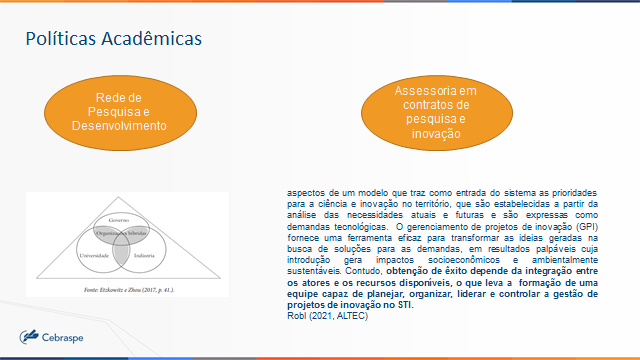 Políticas Acadêmicas
Rede de
Pesquisa e
Desenvolvimento
Assessoria em
contratos de
pesquisa e
inovação
Governo
Organizações Híbridas
Universidade
Indústria
Fonte: Etzkowitz e Zhou (2017, p. 41.).
aspectos de um modelo que traz como entrada do sistema as prioridades
para a ciência e inovação no território, que são estabelecidas a partir da
análise das necessidades atuais e futuras e são expressas como
demandas tecnológicas. O gerenciamento de projetos de inovação (GPI)
fornece uma ferramenta eficaz para transformar as ideias geradas na
busca de soluções para as demandas, em resultados palpáveis cuja
introdução gera impactos socioeconômicos e ambientalmente
sustentáveis. Contudo, obtenção de êxito depende da integração entre
os atores e os recursos disponíveis, o que leva a formação de uma
equipe capaz de planejar, organizar, liderar e controlar a gestão de
projetos de inovação no STI.
Robl (2021, ALTEC)
Cebraspe